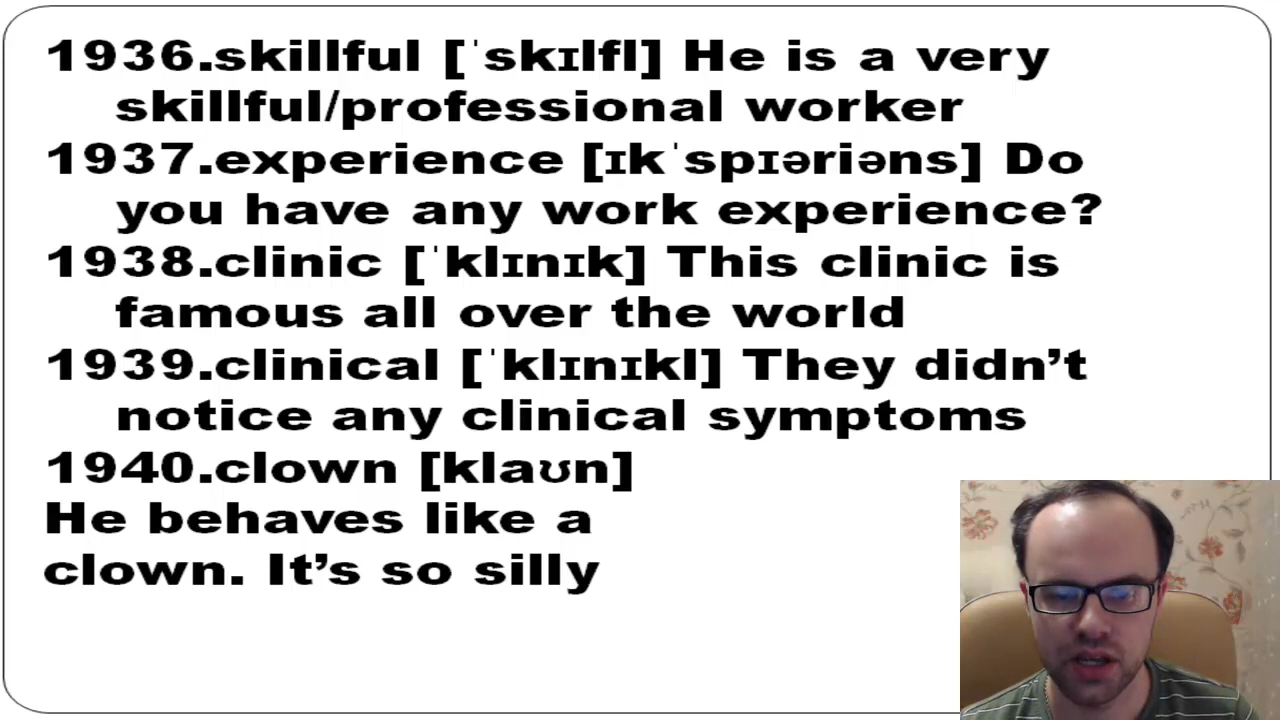 1936.skillful [ˈskɪlfl] He is a very
skillful/professional worker
1937.experience [ɪkˈspɪəriəns] Do
you have any work experience?
1938.clinic [ˈklɪnɪk] This clinic is
famous all over the world
1939.clinical [ˈklɪnɪkl] They didn’t
notice any clinical symptoms
1940.clown [klaʊn]
He behaves like a
clown. It’s so silly